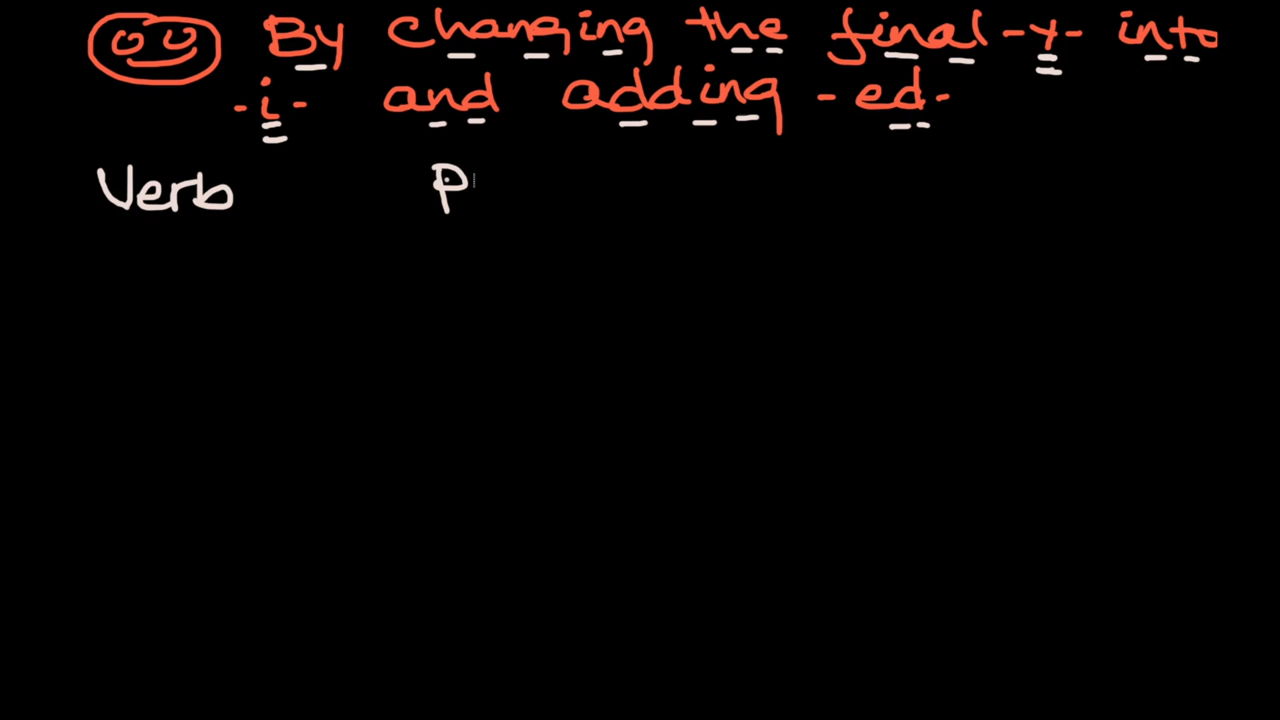 By changing the final -y- into
-i- and adding -ed-
Verb P